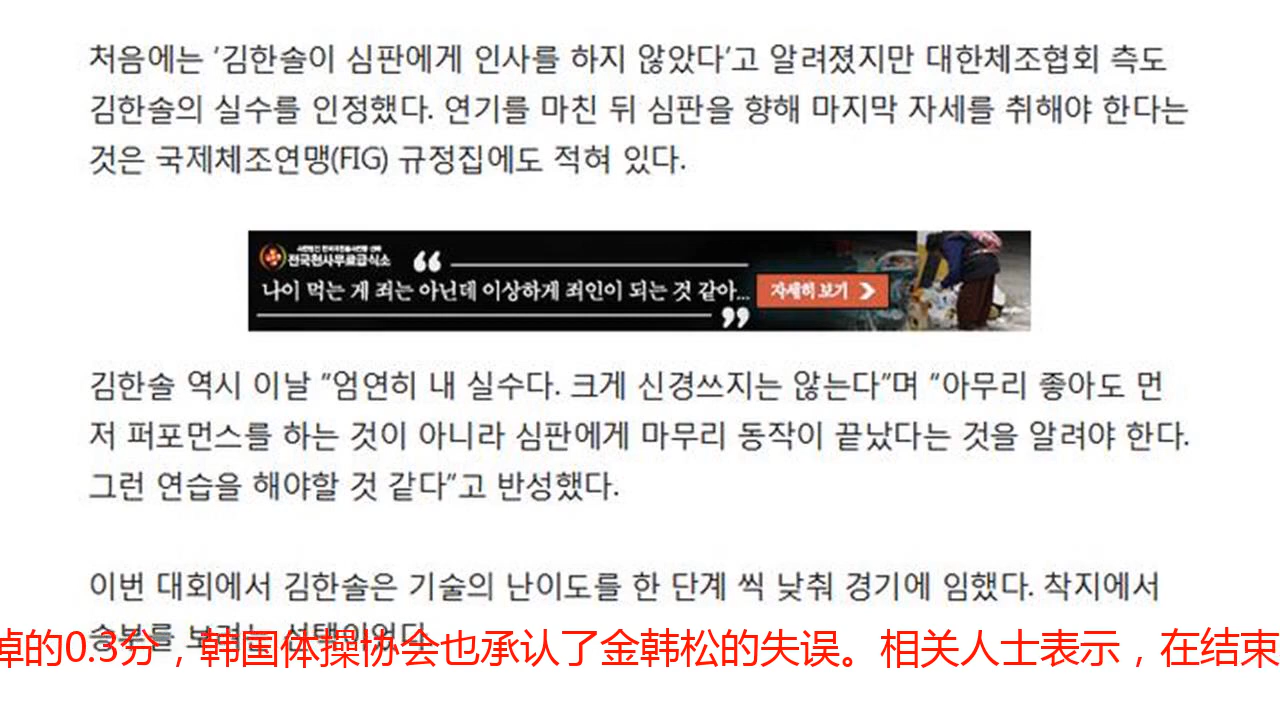 처음에는 '김한솔이 심판에게 인사를 하지 않았다'고 알려졌지만 대한체조협회 측도
김한솔의 실수를 인정했다. 연기를 마친 뒤 심판을 향해 마지막 자세를 취해야 한다는
것은 국제체조연맹(FIG) 규정집에도 적혀 있다.
전국천사무료급식소
“
나이 먹는 게 죄는 아닌데 이상하게 죄인이 되는 것 같아...
자세히 보기
”
김한솔 역시 이날 “엄연히 내 실수다. 크게 신경쓰지는 않는다”며 “아무리 좋아도 먼
저 퍼포먼스를 하는 것이 아니라 심판에게 마무리 동작이 끝났다는 것을 알려야 한다.
그런 연습을 해야할 것 같다”고 반성했다.
이번 대회에서 김한솔은 기술의 난이도를 한 단계 씩 낮춰 경기에 임했다. 착지에서
승부를 보려는 선택이었다.
掉的0.3分，韩国体操协会也承认了金韩松的失误。相关人士表示，在结束